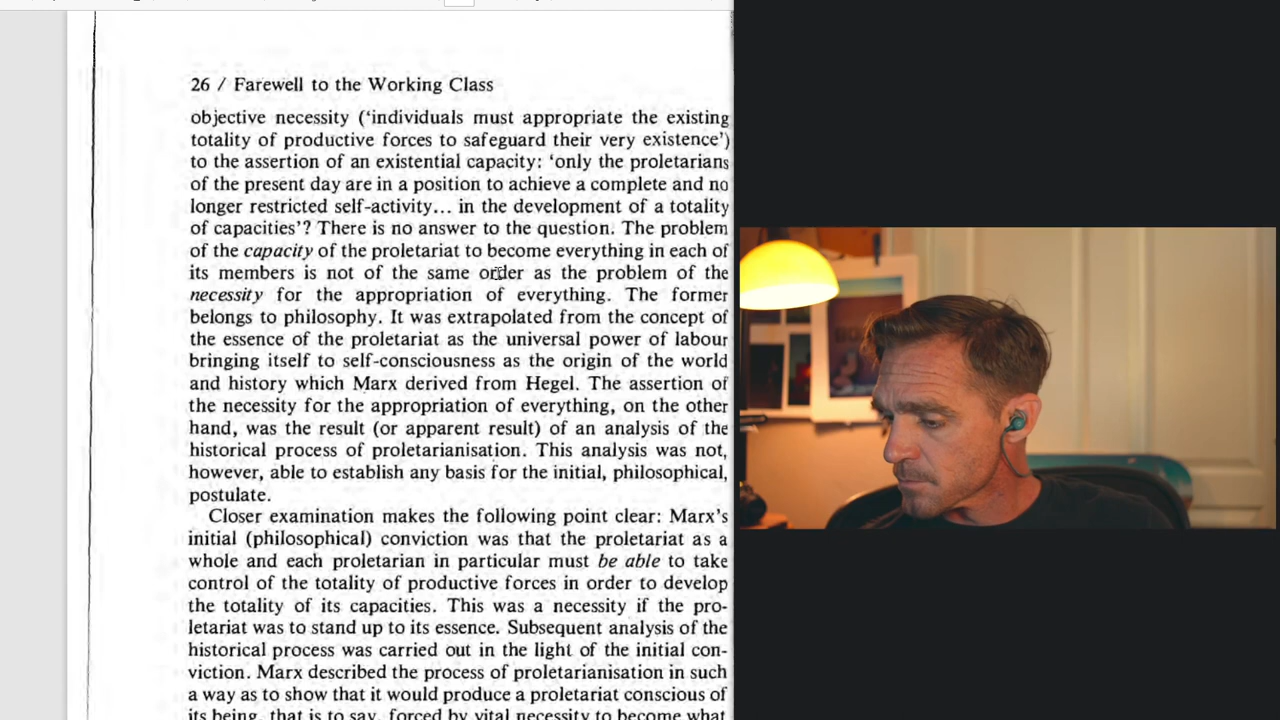 26 / Farewell to the Working Class
objective necessity (‘individuals must appropriate the existing
totality of productive forces to safeguard their very existence’)
to the assertion of an existential capacity: ‘only the proletarians
of the present day are in a position to achieve a complete and no
longer restricted self-activity... in the development of a totality
of capacities’? There is no answer to the question. The problem
of the capacity of the proletariat to become everything in each of
its members is not of the same order as the problem of the
necessity for the appropriation of everything. The former
belongs to philosophy. It was extrapolated from the concept of
the essence of the proletariat as the universal power of labour
bringing itself to self-consciousness as the origin of the world
and history which Marx derived from Hegel. The assertion of
the necessity for the appropriation of everything, on the other
hand, was the result (or apparent result) of an analysis of the
historical process of proletarianisation. This analysis was not,
however, able to establish any basis for the initial, philosophical,
postulate.
Closer examination makes the following point clear: Marx’s
initial (philosophical) conviction was that the proletariat as a
whole and each proletarian in particular must be able to take
control of the totality of productive forces in order to develop
the totality of its capacities. This was a necessity if the pro-
letariat was to stand up to its essence. Subsequent analysis of the
historical process was carried out in the light of the initial con-
viction. Marx described the process of proletarianisation in such
a way as to show that it would produce a proletariat conscious of
its being, that is to say, forced by vital necessity to become what